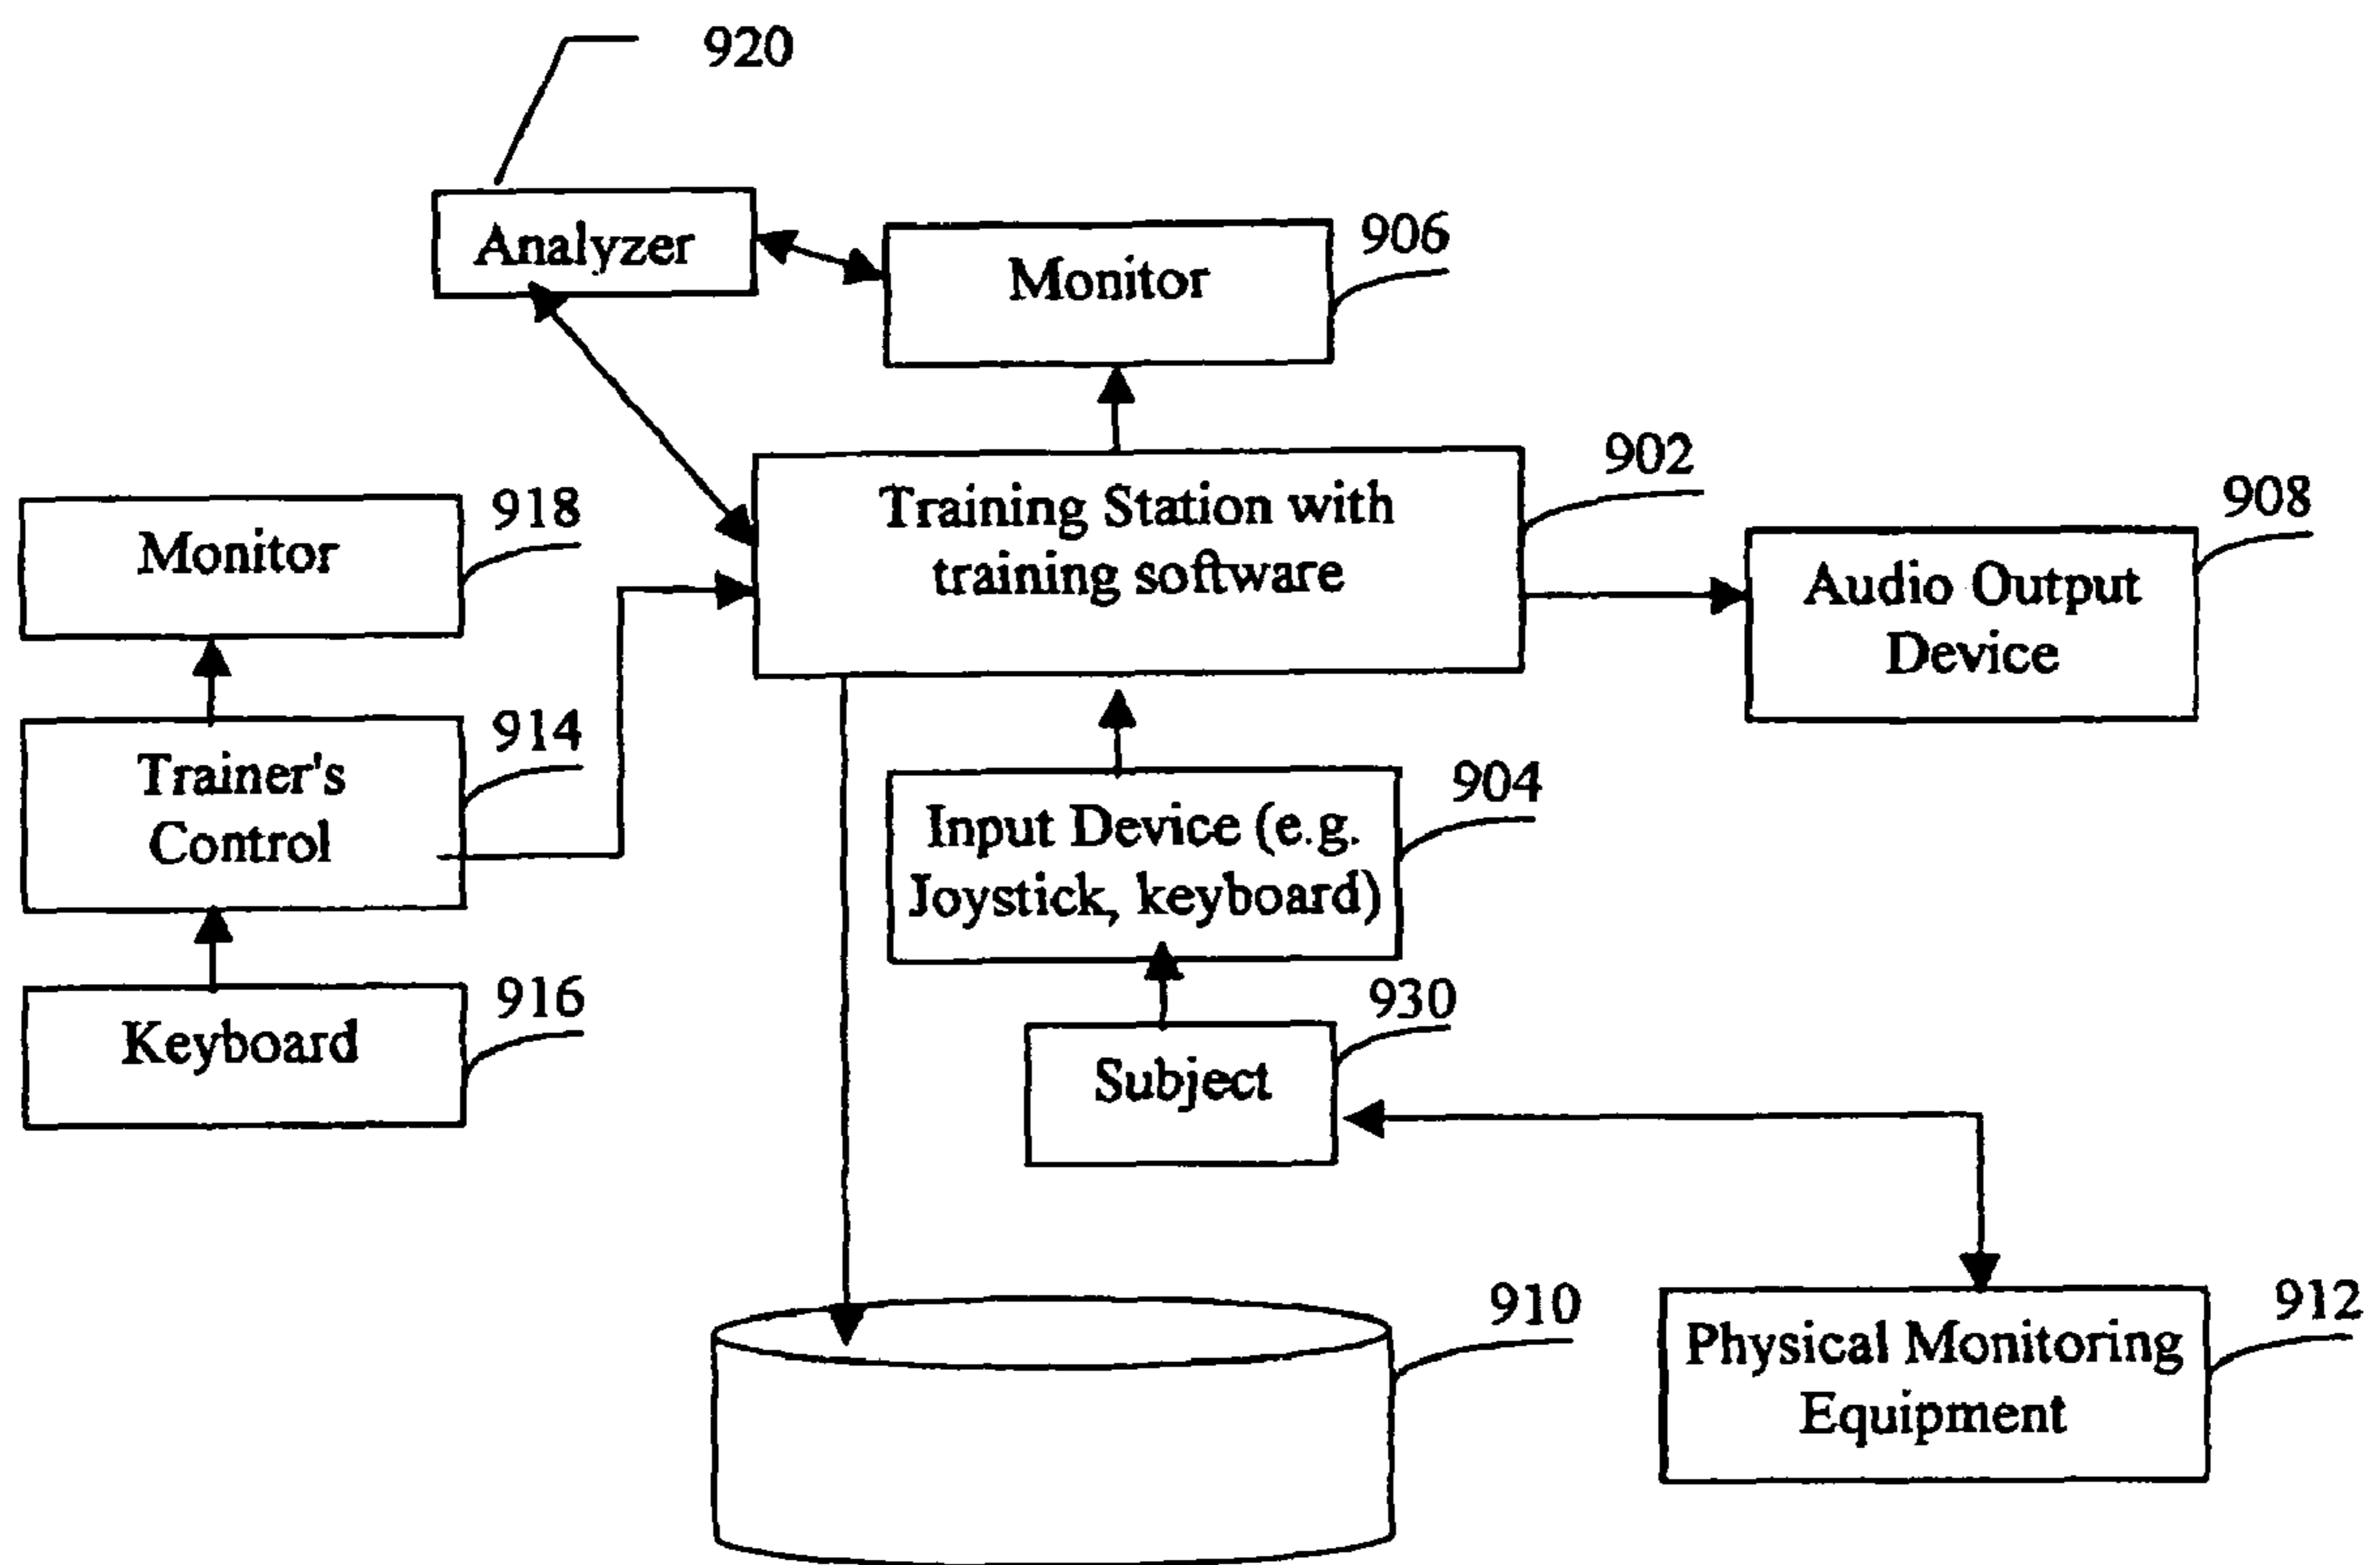 920
Analyzer
906
Monitor
902
Training Station with
training software
908
Audio Output
Device
918
Monitor
914
Trainer's
Control
916
Keyboard
904
Input Device (e.g.
Joystick, keyboard)
930
Subject
910
912
Physical Monitoring
Equipment